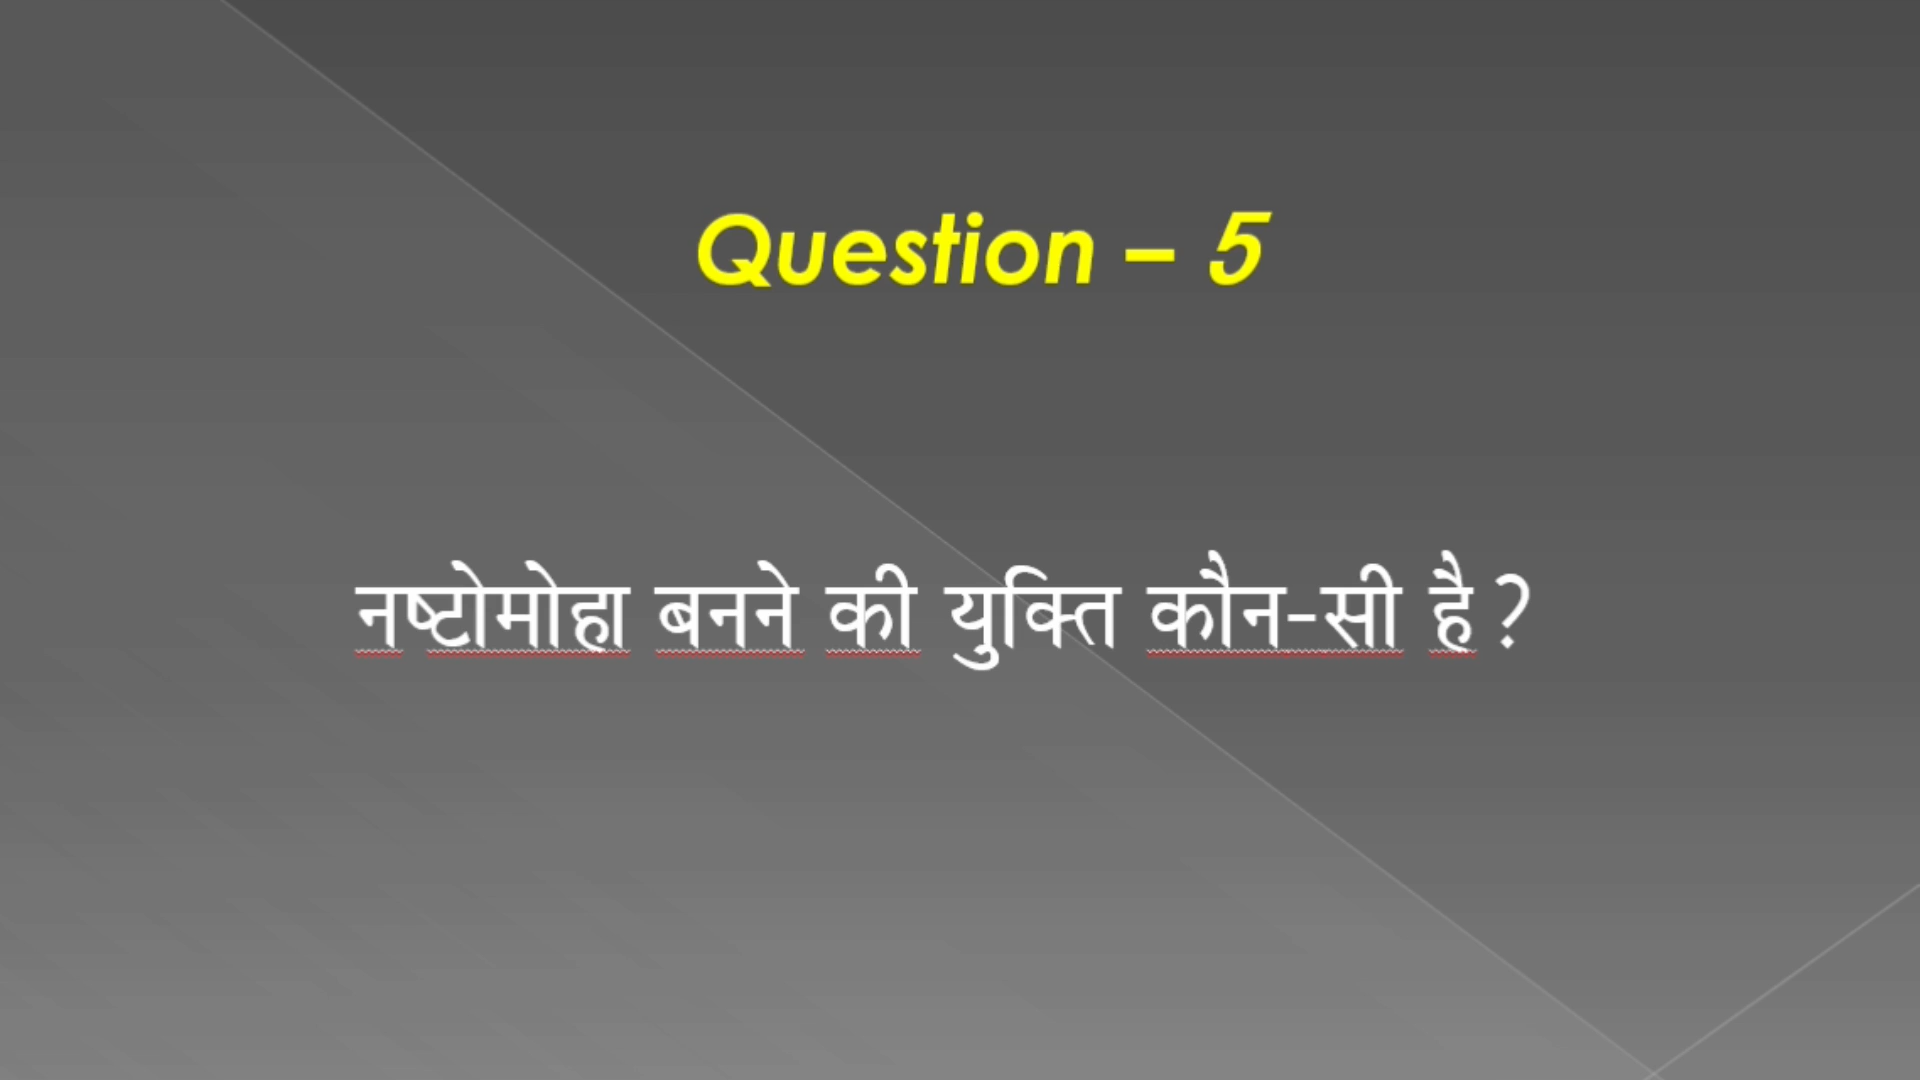 Question – 5
नष्टोमोहा बनने की युक्ति कौन-सी है ?